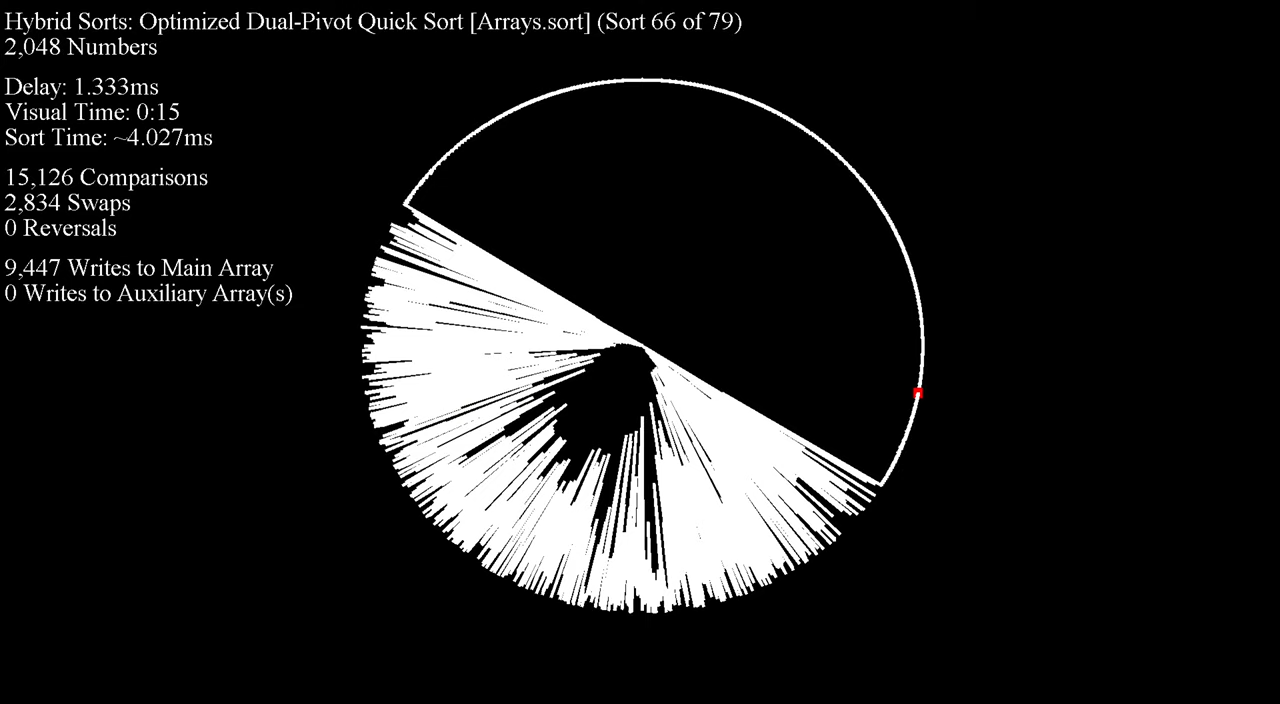 Hybrid Sorts: Optimized Dual-Pivot Quick Sort [Arrays.sort] (Sort 66 of 79)
2,048 Numbers
Delay: 1.333ms
Visual Time: 0:15
Sort Time: ~4.027ms
15,126 Comparisons
2,834 Swaps
0 Reversals
9,447 Writes to Main Array
0 Writes to Auxiliary Array(s)